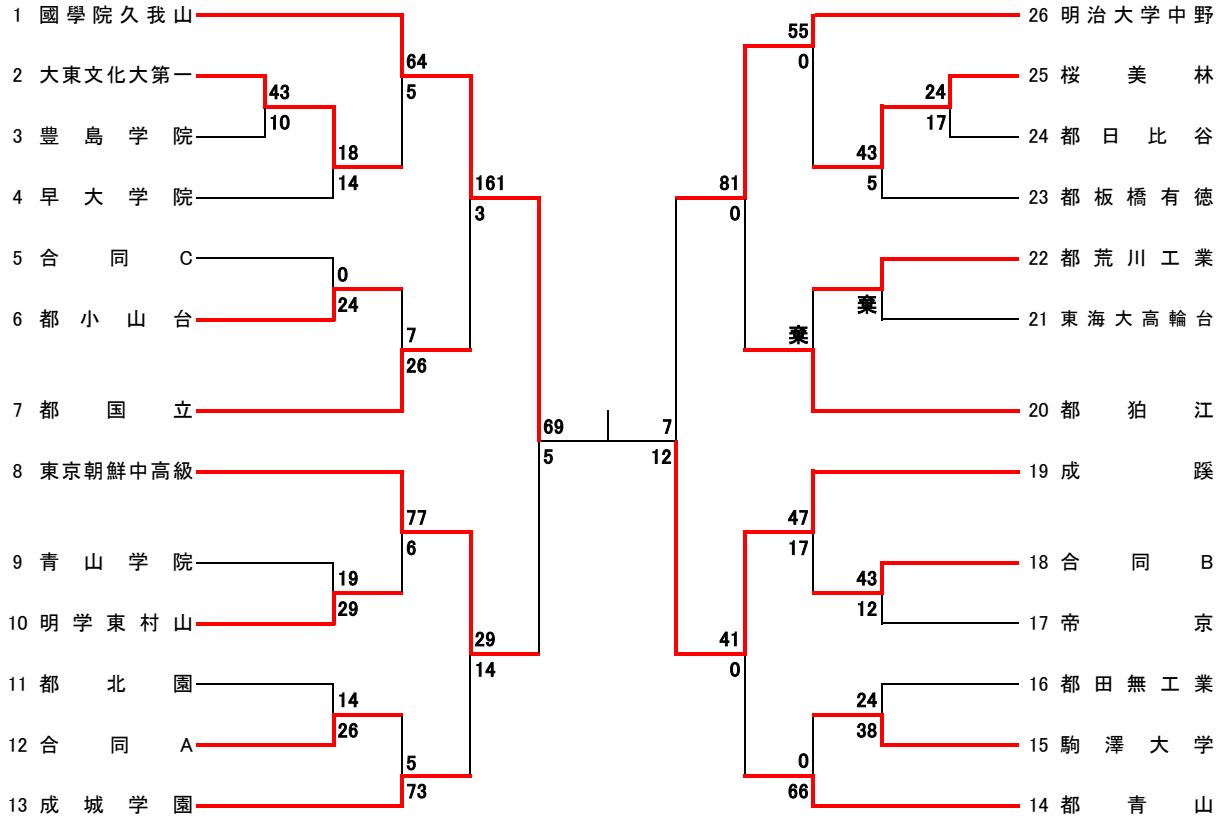 1 國學院久我山
2 大東文化大第一
3 豊島学院
4 早大学院
5 合同C
6 都小山台
7 都国立
8 東京朝鮮中高級
9 青山学院
10 明学東村山
11 都北園
12 合同A
13 成城学園
43
10
18
14
0
24
19
29
14
26
64
5
7
26
77
6
5
73
161
3
29
14
69
5
7
12
81
0
41
0
55
0
棄
47
17
0
66
43
5
棄
43
12
24
38
24
17
26 明治大学中野
25 桜美林
24 都日比谷
23 都板橋有徳
22 都荒川工業
21 東海大高輪台
20 都狛江
19 成蹊
18 合同B
17 帝京
16 都田無工業
15 駒澤大学
14 都青山